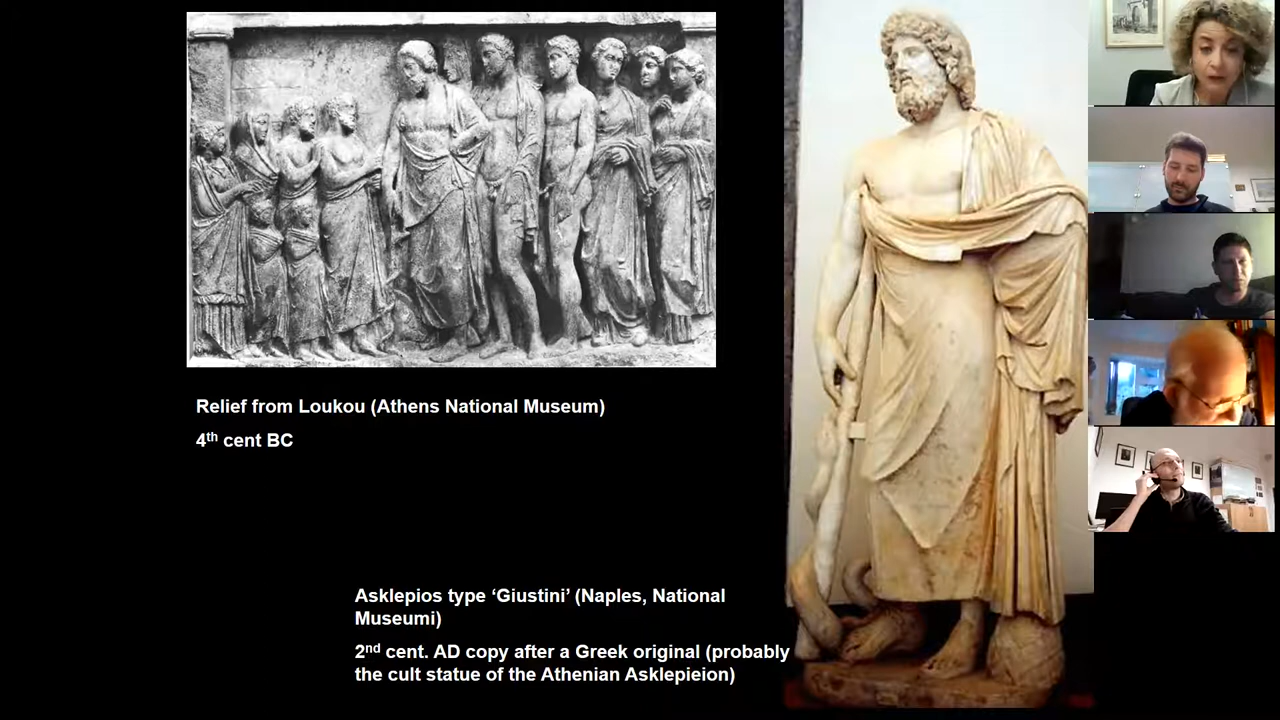 Relief from Loukou (Athens National Museum)
4th cent BC
Asklepios type ‘Giustini’ (Naples, National
Museumi)
2nd cent. AD copy after a Greek original (probably
the cult statue of the Athenian Asklepieion)